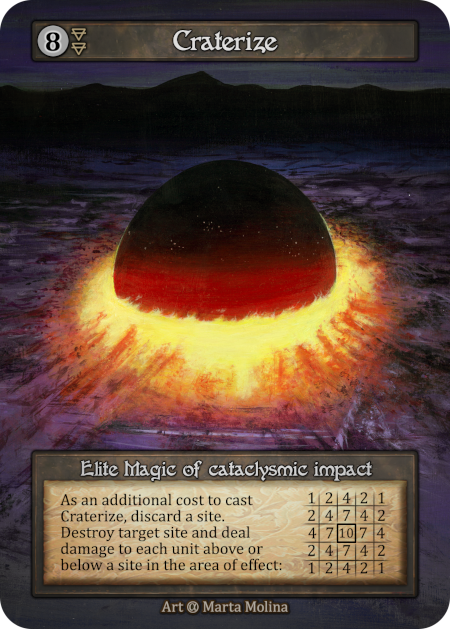 8 Craterize
Elite Magic of cataclysmic impact
As an additional cost to cast
Craterize, discard a site.
Destroy target site and deal
damage to each unit above or
below a site in the area of effect:
1 2 4 2 1
2 4 7 4 2
4 7 10 7 4
2 4 7 4 2
1 2 4 2 1
Art @ Marta Molina